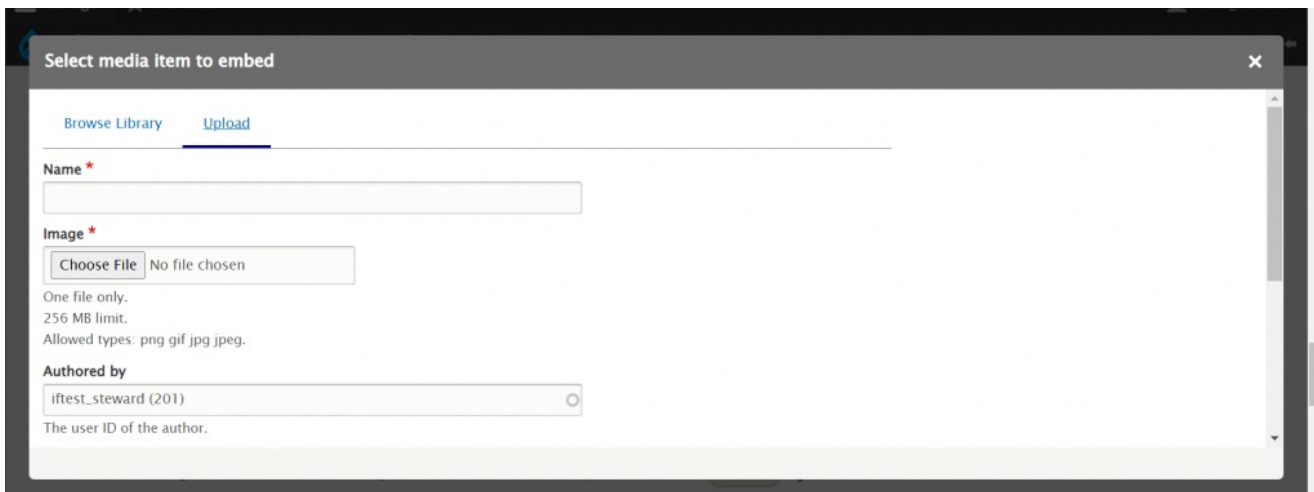 Select media item to embed ×
Browse Library Upload
Name *
Image *
Choose File No file chosen
One file only.
256 MB limit.
Allowed types: png gif jpg jpeg.
Authored by
iftest_steward (201)
The user ID of the author.